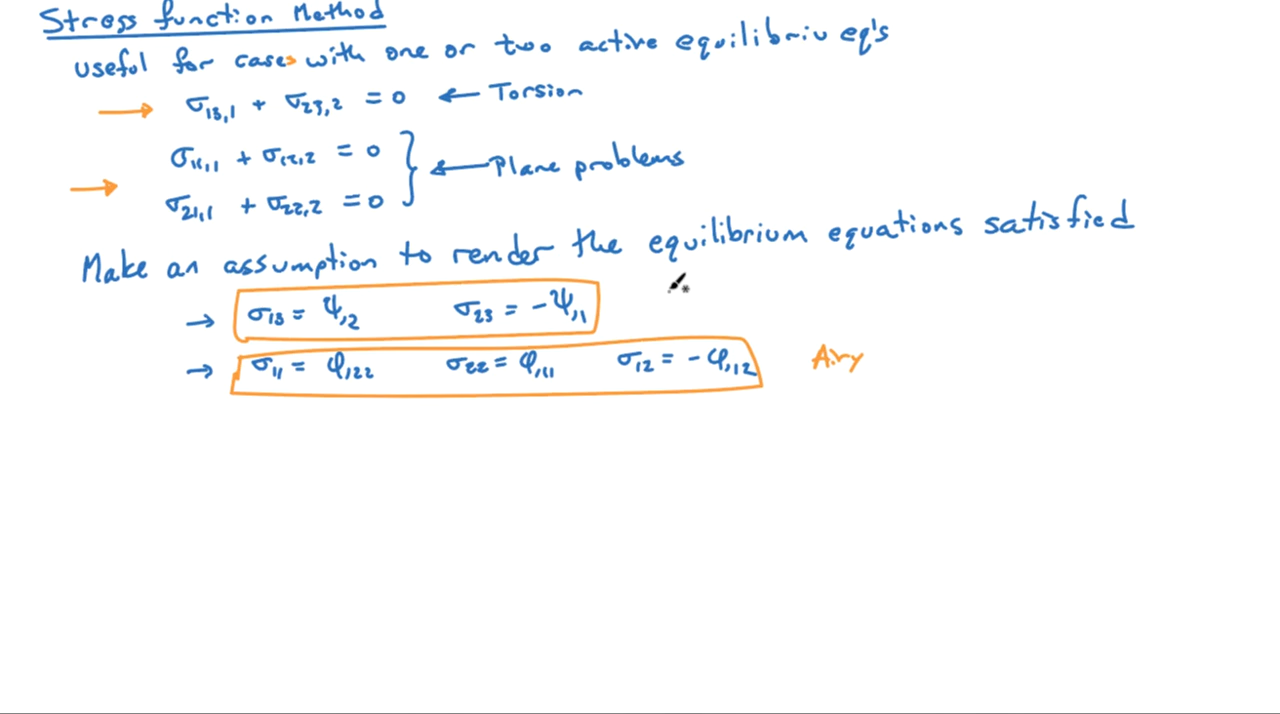 Stress function Method
useful for cases with one or two active equilibriu eq's
→ σ13,1 + σ23,2 = 0 ← Torsion
σ11,1 + σ12,2 = 0
→ } ← Plane problems
σ21,1 + σ22,2 = 0
Make an assumption to render the equilibrium equations satisfied
→ σ13 = ψ,2 σ23 = -ψ,1
→ σ11 = φ,22 σ22 = φ,11 σ12 = -φ,12 Airy